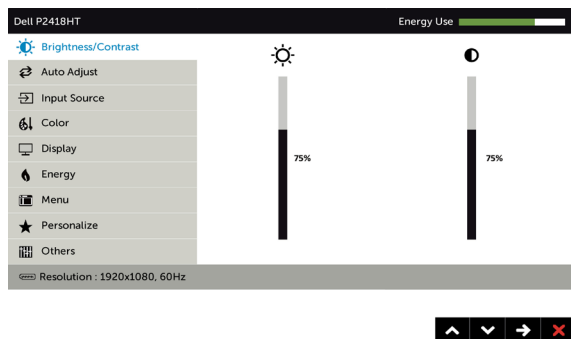 Dell P2418HT
Energy Use
Brightness/Contrast
Auto Adjust
Input Source
Color
Display
Energy
Menu
Personalize
Others
75%
75%
Resolution : 1920x1080, 60Hz